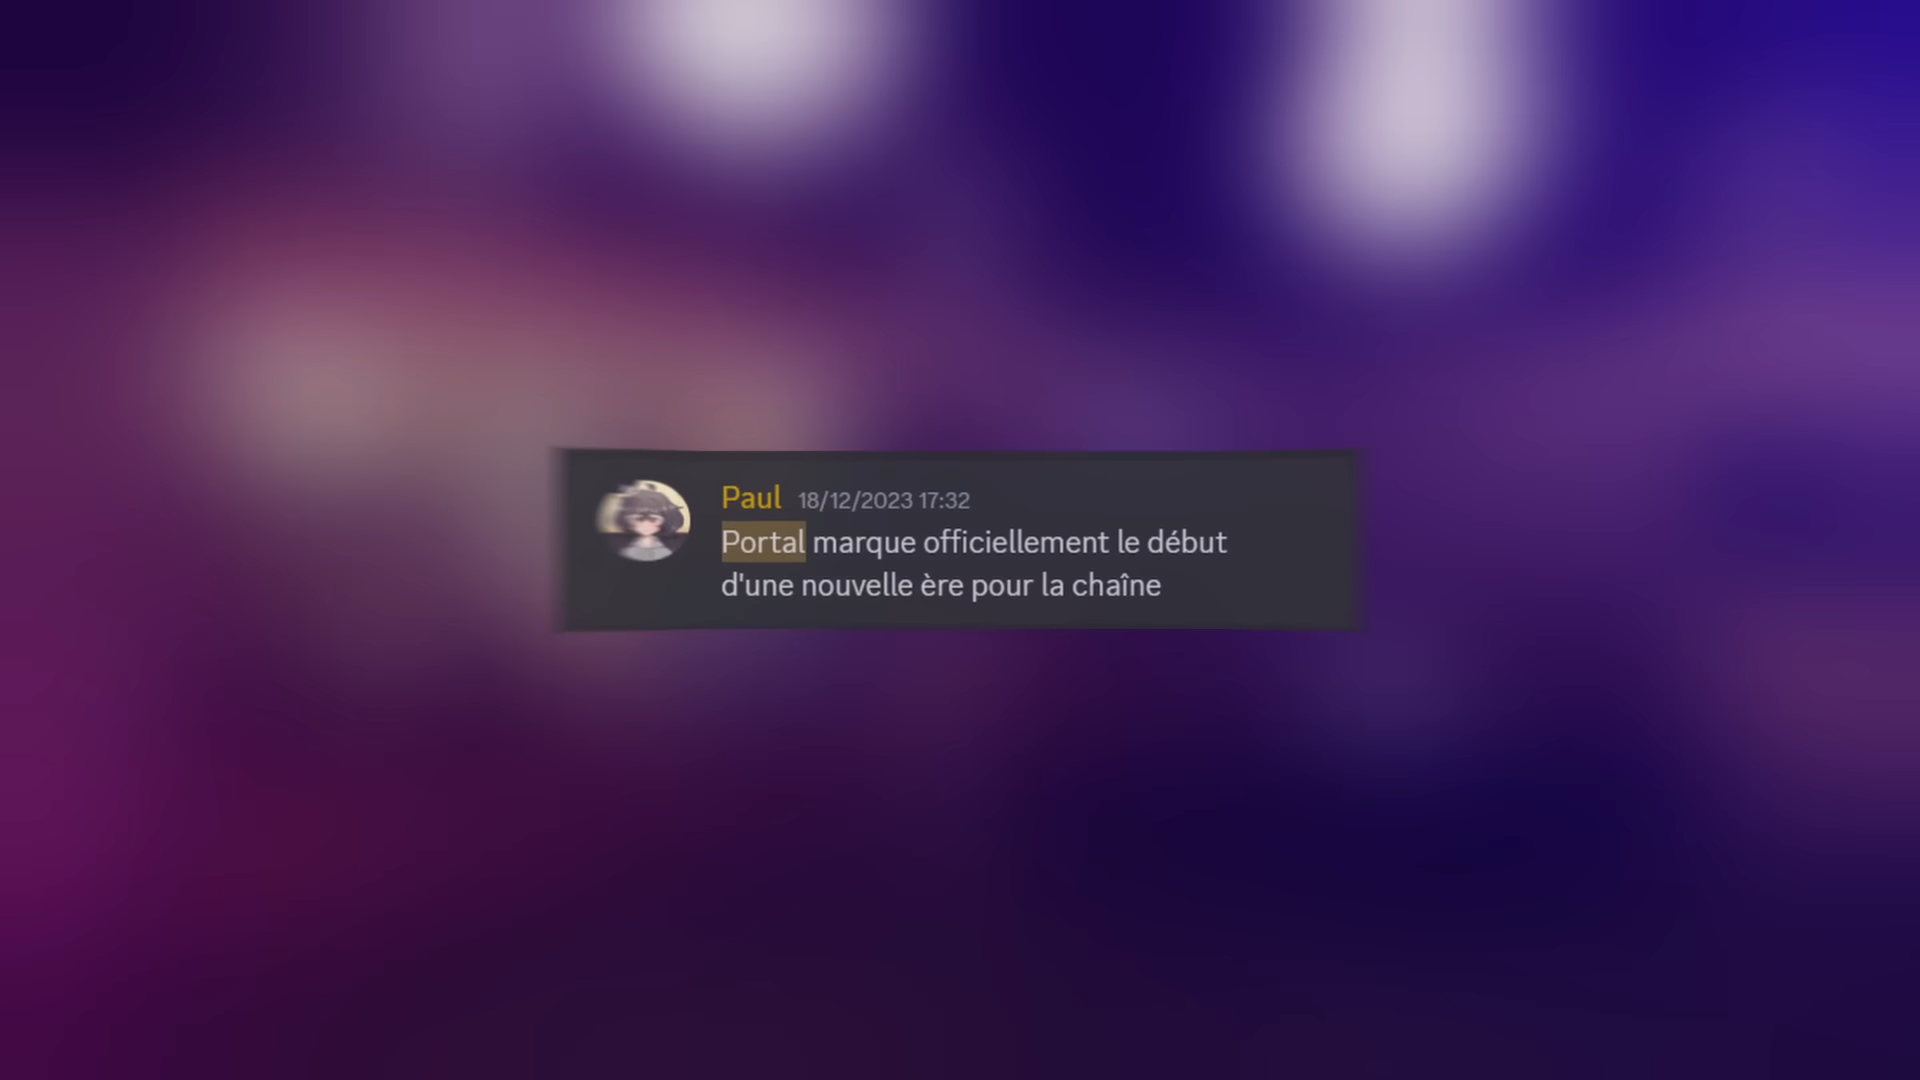 Paul 18/12/2023 17:32
Portal marque officiellement le début
d'une nouvelle ère pour la chaîne